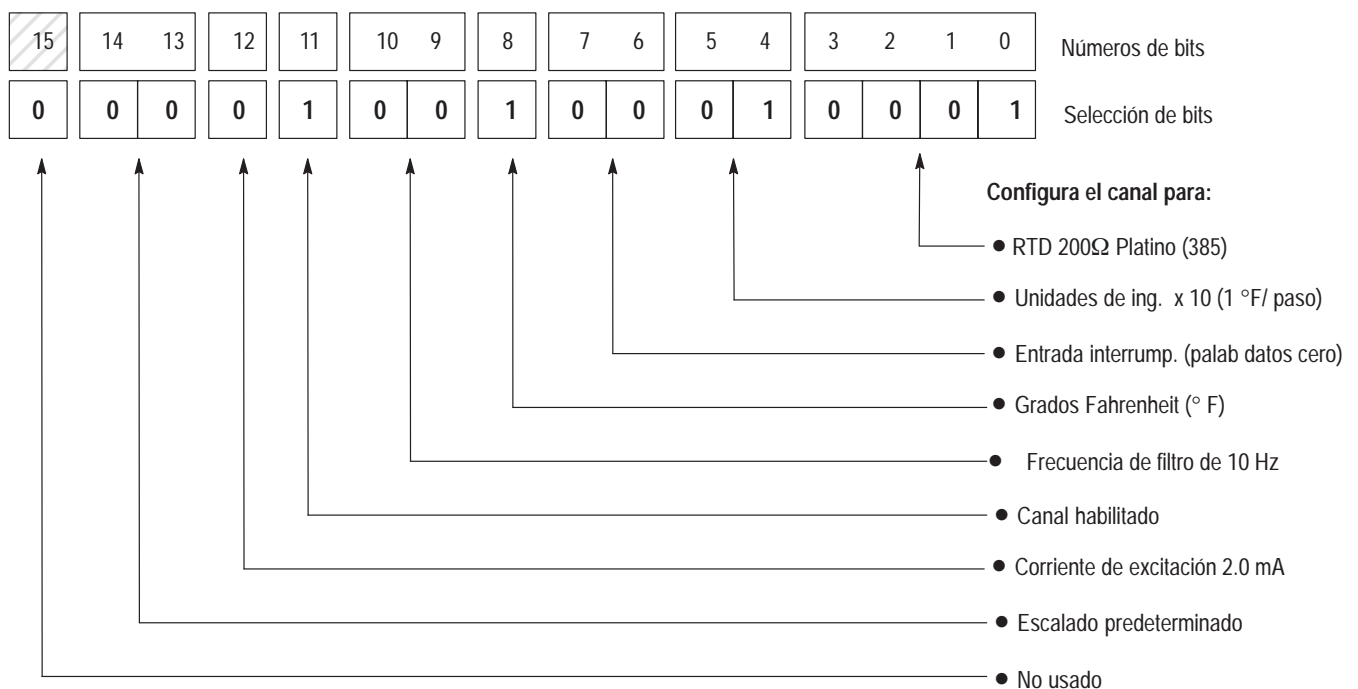 15 14 13 12 11 10 9 8 7 6 5 4 3 2 1 0 Números de bits
0 0 0 0 1 0 0 1 0 0 0 1 0 0 0 1 Selección de bits
Configura el canal para:
● RTD 200Ω Platino (385)
● Unidades de ing. x 10 (1 °F/ paso)
● Entrada interrump. (palab datos cero)
● Grados Fahrenheit (° F)
● Frecuencia de filtro de 10 Hz
● Canal habilitado
● Corriente de excitación 2.0 mA
● Escalado predeterminado
● No usado